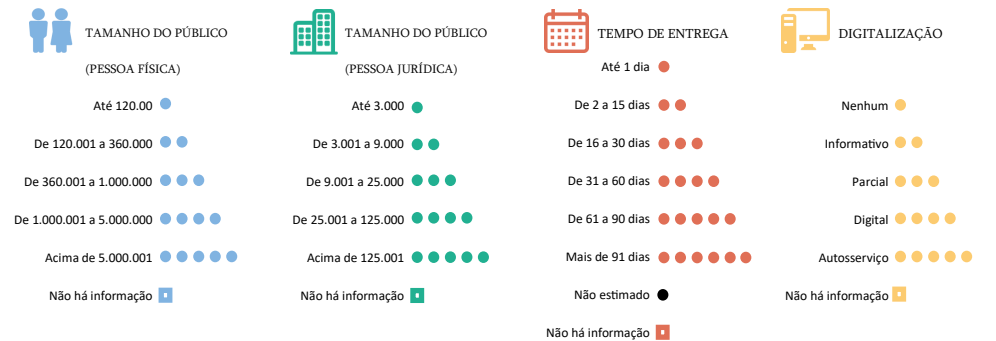 TAMANHO DO PÚBLICO
(PESSOA FÍSICA)
Até 120.00
De 120.001 a 360.000
De 360.001 a 1.000.000
De 1.000.001 a 5.000.000
Acima de 5.000.001
Não há informação
TAMANHO DO PÚBLICO
(PESSOA JURÍDICA)
Até 3.000
De 3.001 a 9.000
De 9.001 a 25.000
De 25.001 a 125.000
Acima de 125.001
Não há informação
TEMPO DE ENTREGA
Até 1 dia
De 2 a 15 dias
De 16 a 30 dias
De 31 a 60 dias
De 61 a 90 dias
Mais de 91 dias
Não estimado
Não há informação
DIGITALIZAÇÃO
Nenhum
Informativo
Parcial
Digital
Autosserviço
Não há informação